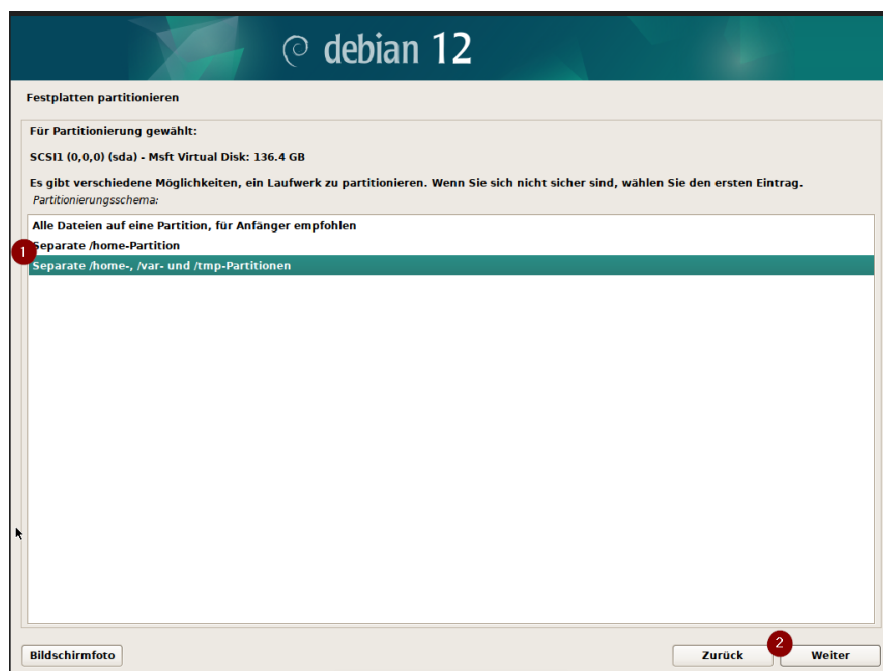 debian 12
Festplatten partitionieren
Für Partitionierung gewählt:
SCSI1 (0,0,0) (sda) - Msft Virtual Disk: 136.4 GB
Es gibt verschiedene Möglichkeiten, ein Laufwerk zu partitionieren. Wenn Sie sich nicht sicher sind, wählen Sie den ersten Eintrag.
Partitionierungsschema:
Alle Dateien auf eine Partition, für Anfänger empfohlen
Separate /home-Partition
1
Separate /home-, /var- und /tmp-Partitionen
Bildschirmfoto
Zurück
2
Weiter